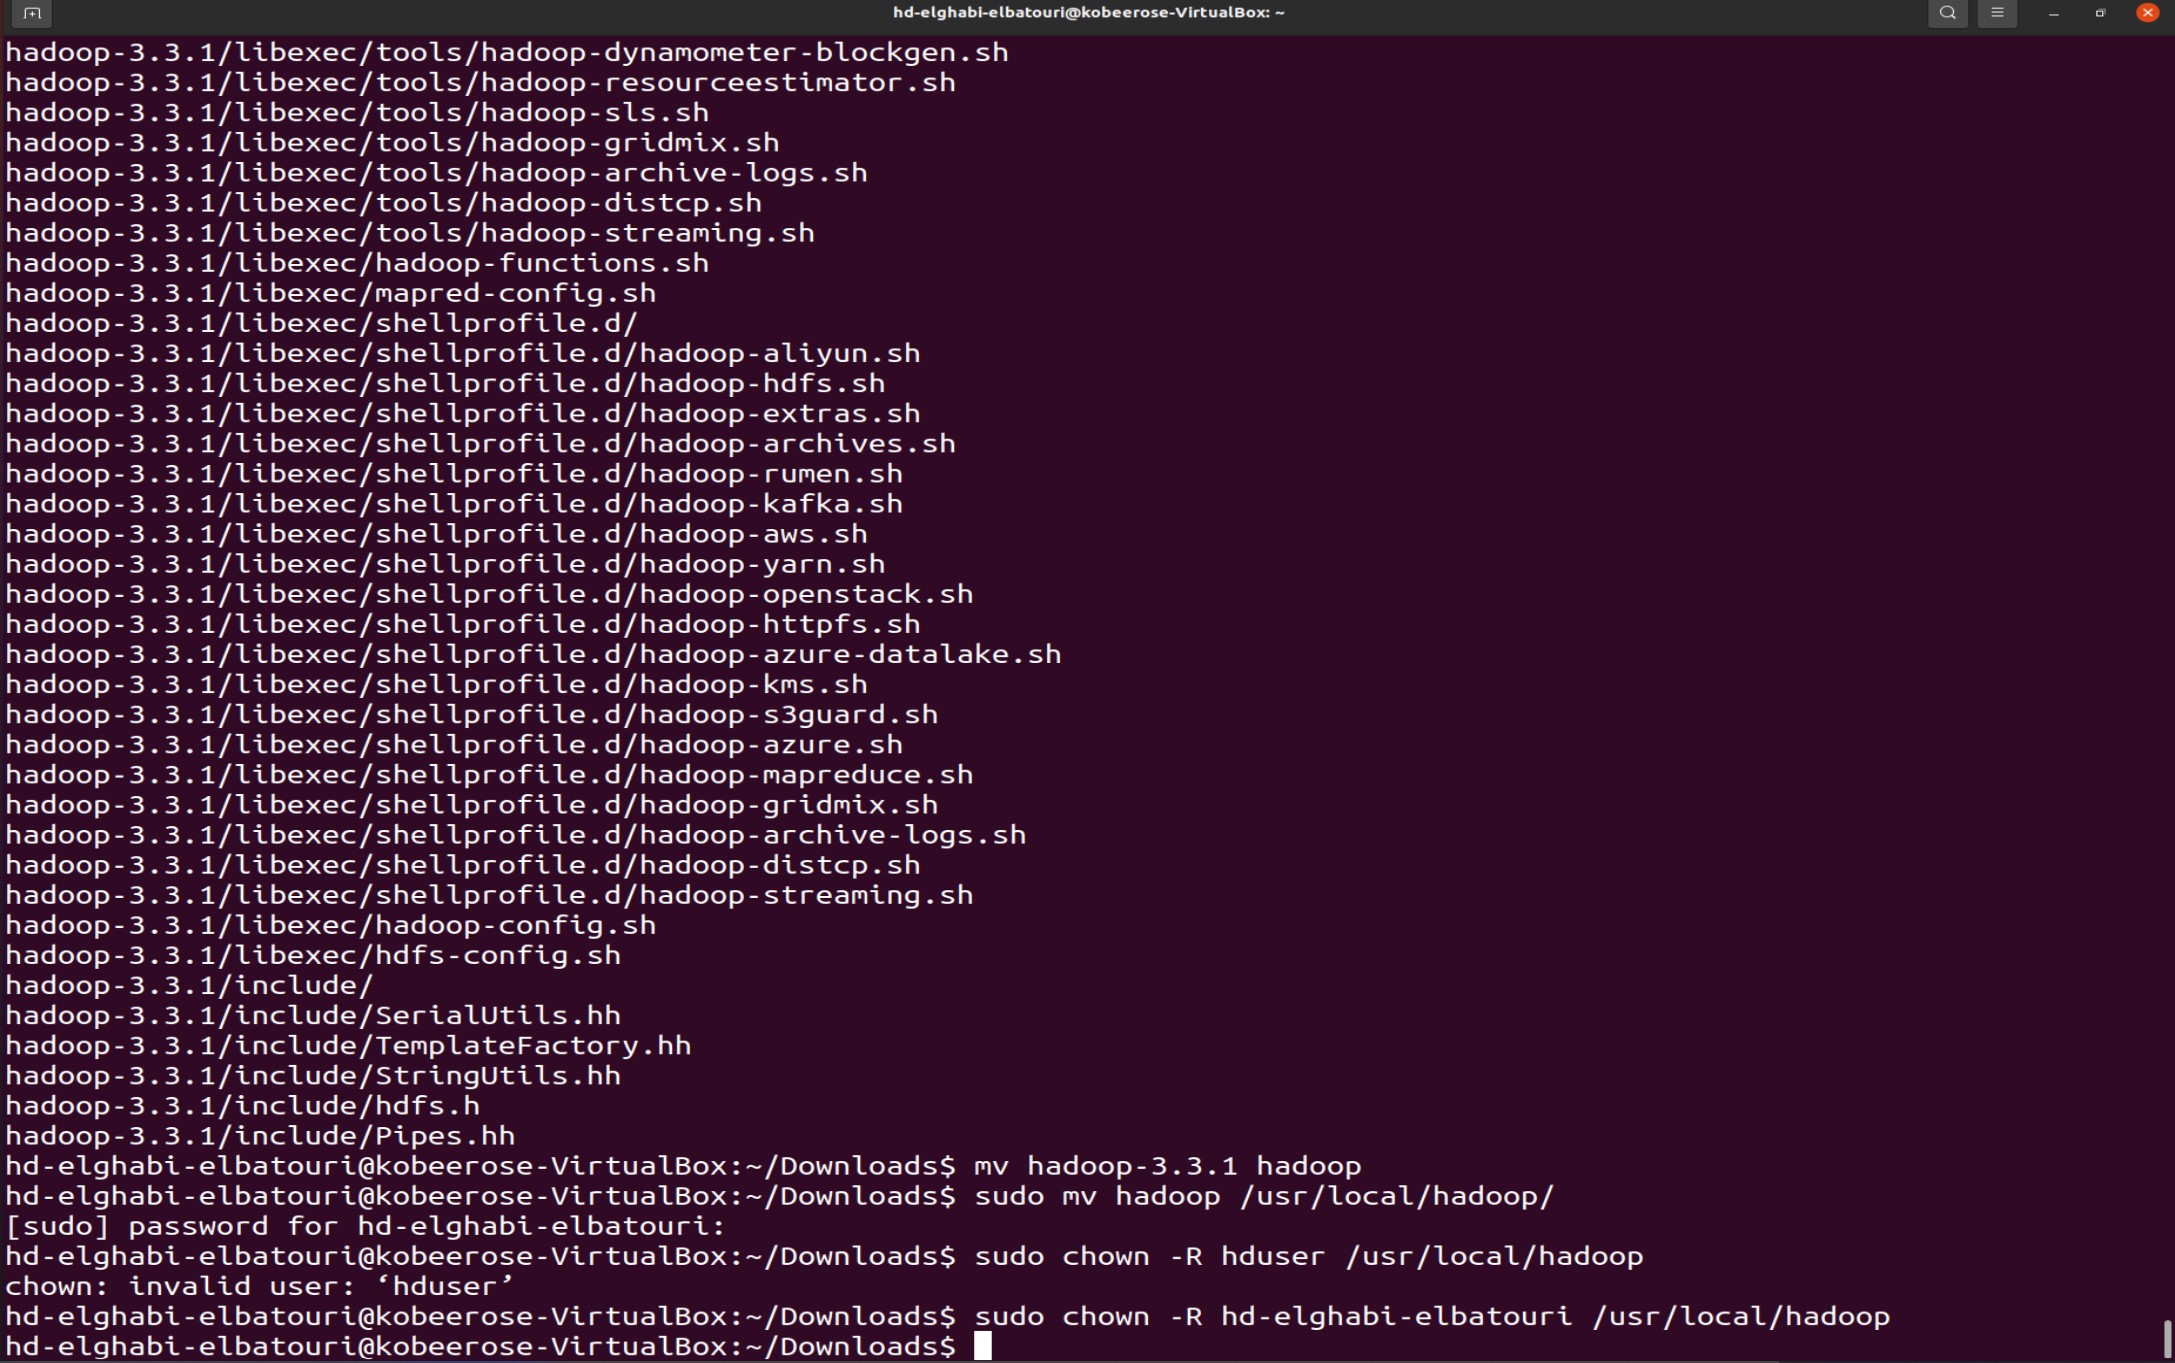 hd-elghabi-elbatouri@kobeerose-VirtualBox: ~
hadoop-3.3.1/libexec/tools/hadoop-dynamometer-blockgen.sh
hadoop-3.3.1/libexec/tools/hadoop-resourceestimator.sh
hadoop-3.3.1/libexec/tools/hadoop-sls.sh
hadoop-3.3.1/libexec/tools/hadoop-gridmix.sh
hadoop-3.3.1/libexec/tools/hadoop-archive-logs.sh
hadoop-3.3.1/libexec/tools/hadoop-distcp.sh
hadoop-3.3.1/libexec/tools/hadoop-streaming.sh
hadoop-3.3.1/libexec/hadoop-functions.sh
hadoop-3.3.1/libexec/mapred-config.sh
hadoop-3.3.1/libexec/shellprofile.d/
hadoop-3.3.1/libexec/shellprofile.d/hadoop-aliyun.sh
hadoop-3.3.1/libexec/shellprofile.d/hadoop-hdfs.sh
hadoop-3.3.1/libexec/shellprofile.d/hadoop-extras.sh
hadoop-3.3.1/libexec/shellprofile.d/hadoop-archives.sh
hadoop-3.3.1/libexec/shellprofile.d/hadoop-rumen.sh
hadoop-3.3.1/libexec/shellprofile.d/hadoop-kafka.sh
hadoop-3.3.1/libexec/shellprofile.d/hadoop-aws.sh
hadoop-3.3.1/libexec/shellprofile.d/hadoop-yarn.sh
hadoop-3.3.1/libexec/shellprofile.d/hadoop-openstack.sh
hadoop-3.3.1/libexec/shellprofile.d/hadoop-httpfs.sh
hadoop-3.3.1/libexec/shellprofile.d/hadoop-azure-datalake.sh
hadoop-3.3.1/libexec/shellprofile.d/hadoop-kms.sh
hadoop-3.3.1/libexec/shellprofile.d/hadoop-s3guard.sh
hadoop-3.3.1/libexec/shellprofile.d/hadoop-azure.sh
hadoop-3.3.1/libexec/shellprofile.d/hadoop-mapreduce.sh
hadoop-3.3.1/libexec/shellprofile.d/hadoop-gridmix.sh
hadoop-3.3.1/libexec/shellprofile.d/hadoop-archive-logs.sh
hadoop-3.3.1/libexec/shellprofile.d/hadoop-distcp.sh
hadoop-3.3.1/libexec/shellprofile.d/hadoop-streaming.sh
hadoop-3.3.1/libexec/hadoop-config.sh
hadoop-3.3.1/libexec/hdfs-config.sh
hadoop-3.3.1/include/
hadoop-3.3.1/include/SerialUtils.hh
hadoop-3.3.1/include/TemplateFactory.hh
hadoop-3.3.1/include/StringUtils.hh
hadoop-3.3.1/include/hdfs.h
hadoop-3.3.1/include/Pipes.hh
hd-elghabi-elbatouri@kobeerose-VirtualBox:~/Downloads$ mv hadoop-3.3.1 hadoop
hd-elghabi-elbatouri@kobeerose-VirtualBox:~/Downloads$ sudo mv hadoop /usr/local/hadoop/
[sudo] password for hd-elghabi-elbatouri:
hd-elghabi-elbatouri@kobeerose-VirtualBox:~/Downloads$ sudo chown -R hduser /usr/local/hadoop
chown: invalid user: ‘hduser’
hd-elghabi-elbatouri@kobeerose-VirtualBox:~/Downloads$ sudo chown -R hd-elghabi-elbatouri /usr/local/hadoop
hd-elghabi-elbatouri@kobeerose-VirtualBox:~/Downloads$